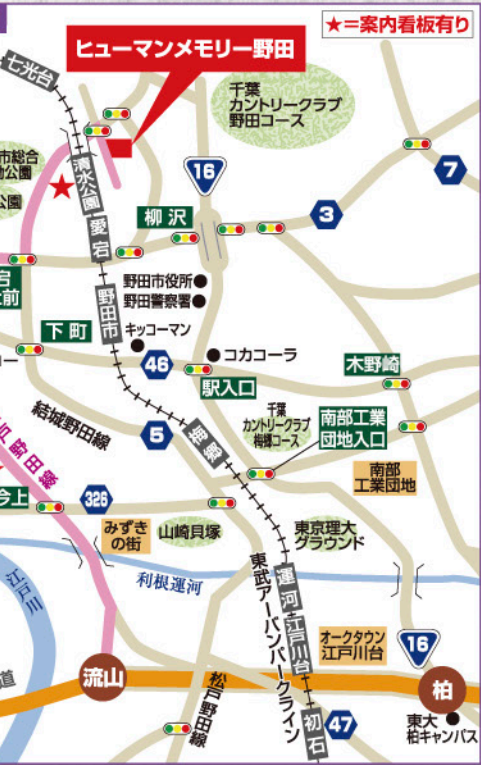 ★=案内看板有り
ヒューマンメモリー野田
七光台
千葉
カントリークラブ
野田コース
市総合
公園
16
7
清水公園
3
柳沢
愛宕
野田市役所
野田警察署
野田市
下町
キッコーマン
コカコーラ
46
駅入口
木野崎
結城野田線
5
梅郷
千葉
カントリークラブ
梅郷コース
南部工業
団地入口
南部
工業団地
今上
326
みずき
の街
山崎貝塚
東京理大
グラウンド
江戸川
利根運河
運河
東武アーバンパークライン
江戸川台
オークタウン
江戸川台
16
流山
柏
松戸野田線
初石
47
東大
柏キャンパス
道